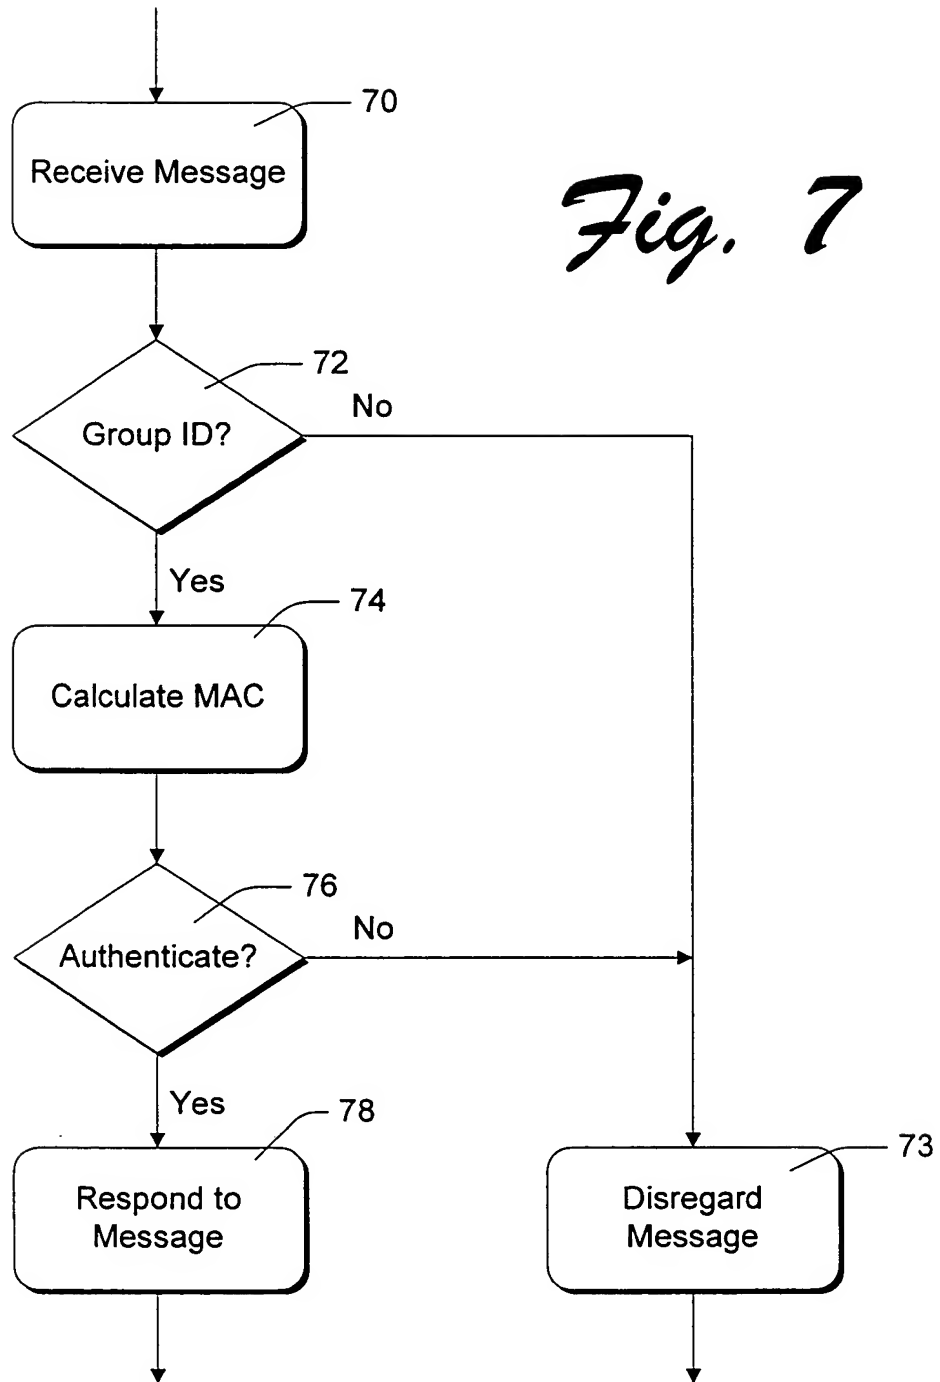 70
Receive Message
Fig. 7
72
No
Group ID?
Yes
74
Calculate MAC
76
No
Authenticate?
Yes
78
73
Respond to
Message
Disregard
Message